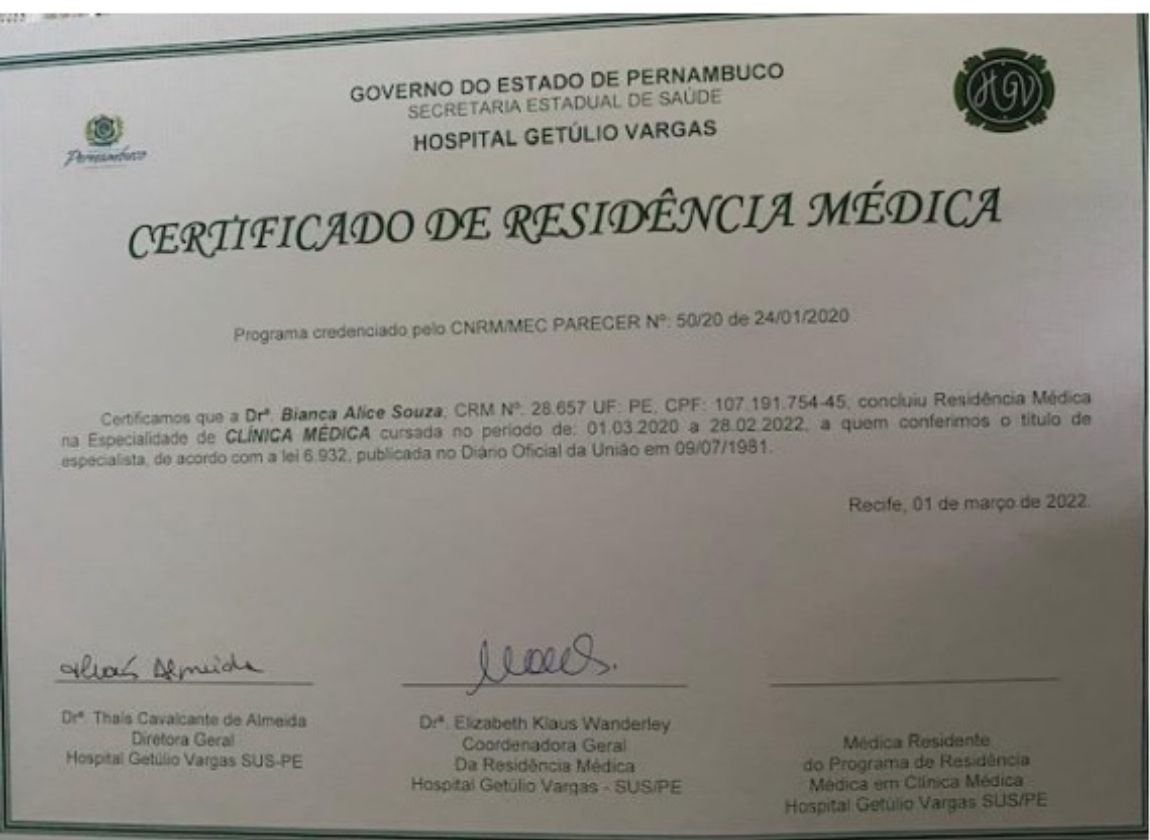 GOVERNO DO ESTADO DE PERNAMBUCO
SECRETARIA ESTADUAL DE SAÚDE
HOSPITAL GETÚLIO VARGAS
Pernambuco
HGV
CERTIFICADO DE RESIDÊNCIA MÉDICA
Programa credenciado pelo CNRM/MEC PARECER Nº: 50/20 de 24/01/2020
Certificamos que a Drª. Bianca Alice Souza, CRM Nº: 28.657 UF: PE, CPF: 107.191.754-45, concluiu Residência Médica
na Especialidade de CLÍNICA MÉDICA cursada no período de: 01.03.2020 a 28.02.2022, a quem conferimos o título de
especialista, de acordo com a lei 6.932, publicada no Diário Oficial da União em 09/07/1981.
Recife, 01 de março de 2022.
Almeida
Drª. Thais Cavalcante de Almeida
Diretora Geral
Hospital Getúlio Vargas SUS-PE
Drª. Elizabeth Klaus Wanderley
Coordenadora Geral
Da Residência Médica
Hospital Getúlio Vargas - SUS/PE
Médica Residente
do Programa de Residência
Médica em Clínica Médica
Hospital Getúlio Vargas SUS/PE